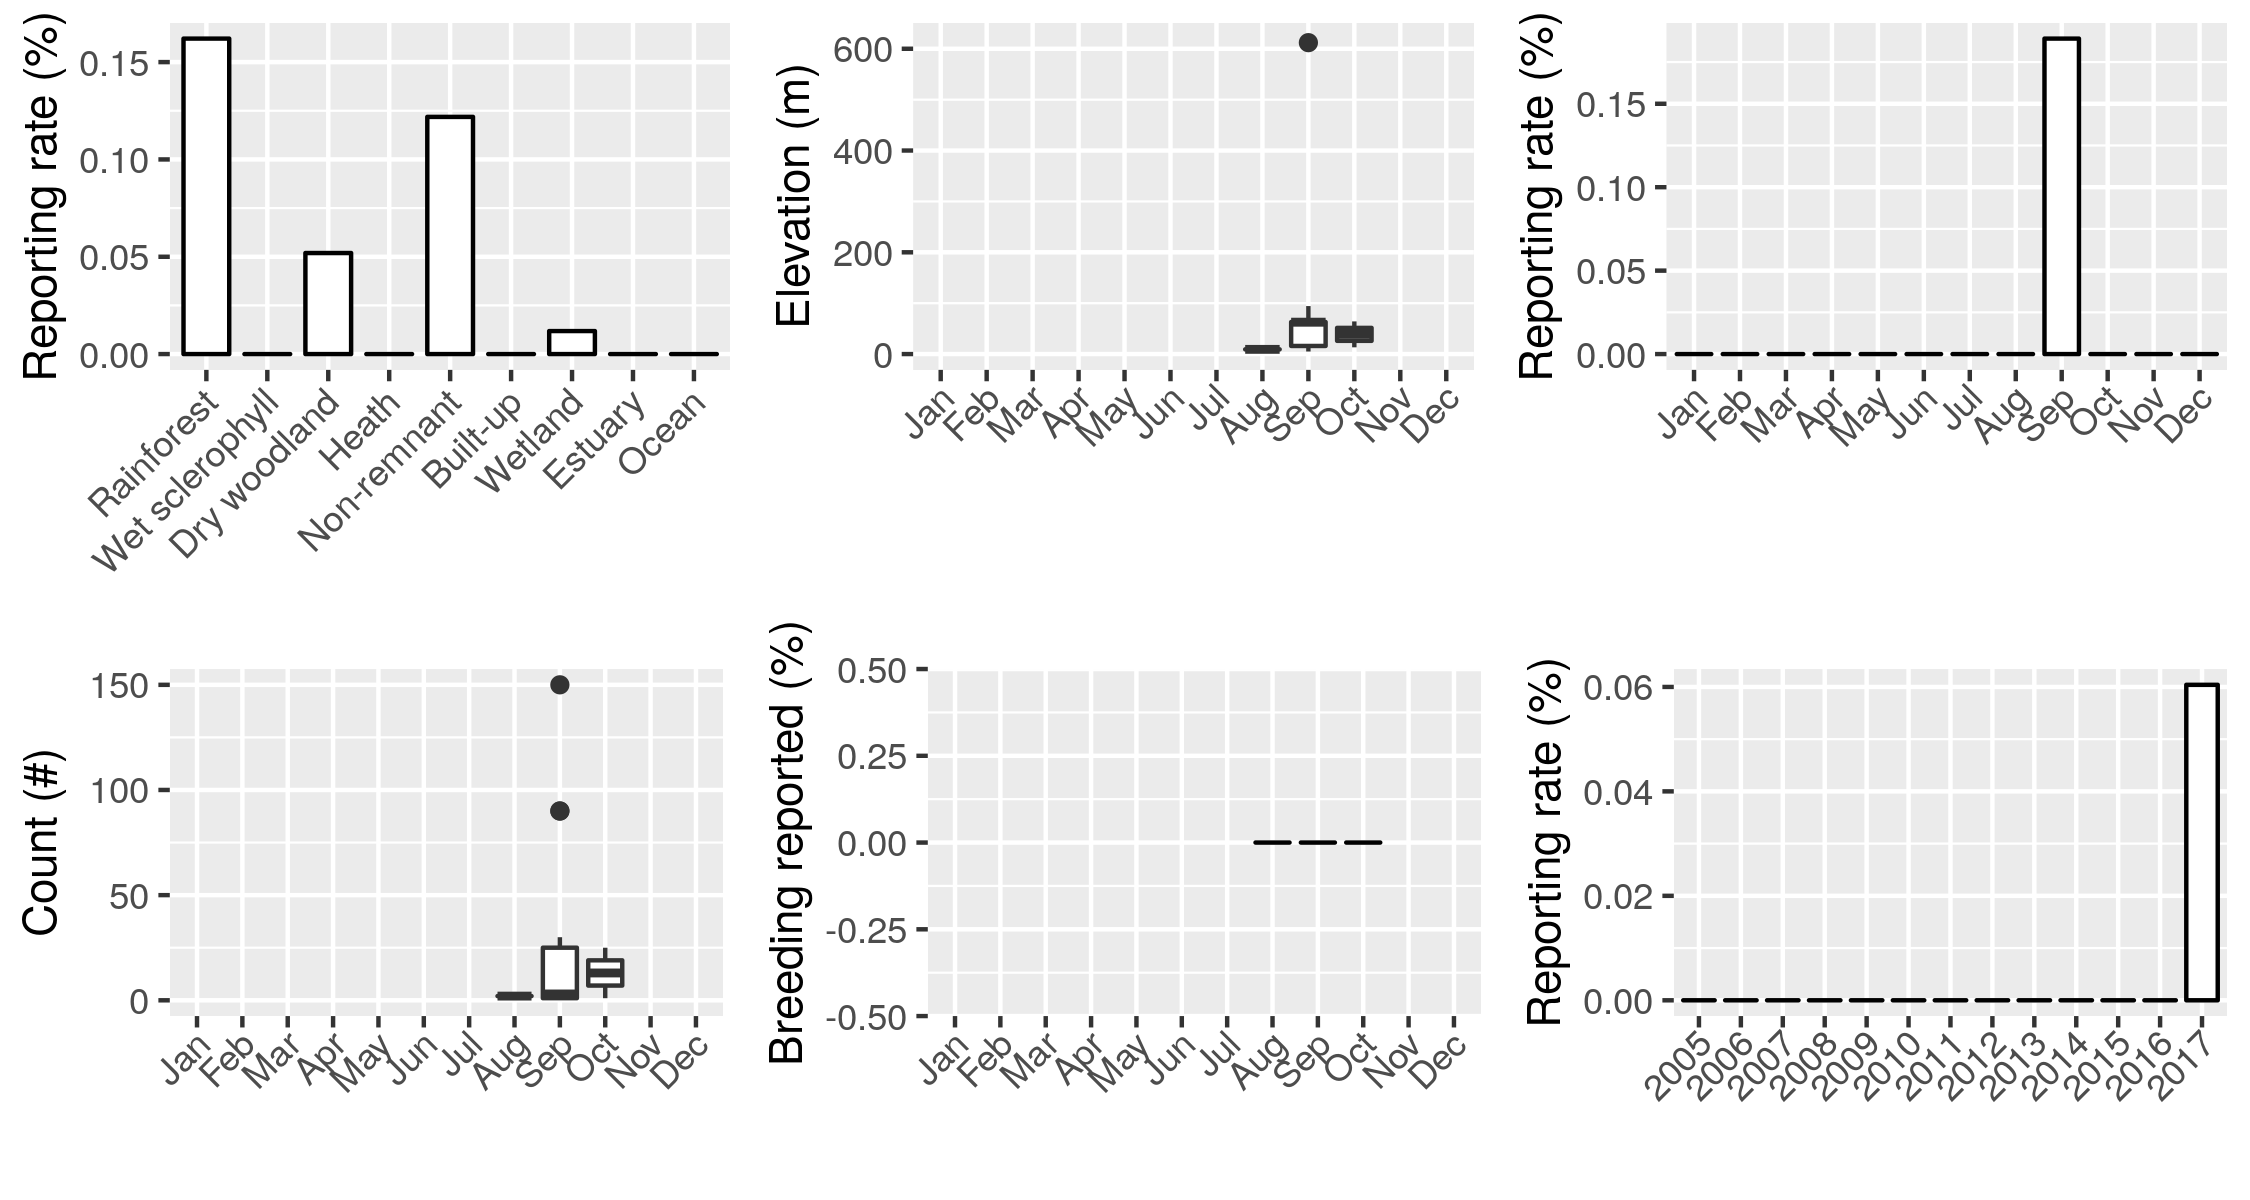 Reporting rate (%)
0.15
0.10
0.05
0.00
Rainforest
Wet sclerophyll
Dry woodland
Heath
Non-remnant
Built-up
Wetland
Estuary
Ocean
Elevation (m)
600
400
200
0
Jan
Feb
Mar
Apr
May
Jun
Jul
Aug
Sep
Oct
Nov
Dec
Reporting rate (%)
0.15
0.10
0.05
0.00
Jan
Feb
Mar
Apr
May
Jun
Jul
Aug
Sep
Oct
Nov
Dec
Count (#)
150
100
50
0
Jan
Feb
Mar
Apr
May
Jun
Jul
Aug
Sep
Oct
Nov
Dec
Breeding reported (%)
0.50
0.25
0.00
-0.25
-0.50
Jan
Feb
Mar
Apr
May
Jun
Jul
Aug
Sep
Oct
Nov
Dec
Reporting rate (%)
0.06
0.04
0.02
0.00
2005
2006
2007
2008
2009
2010
2011
2012
2013
2014
2015
2016
2017